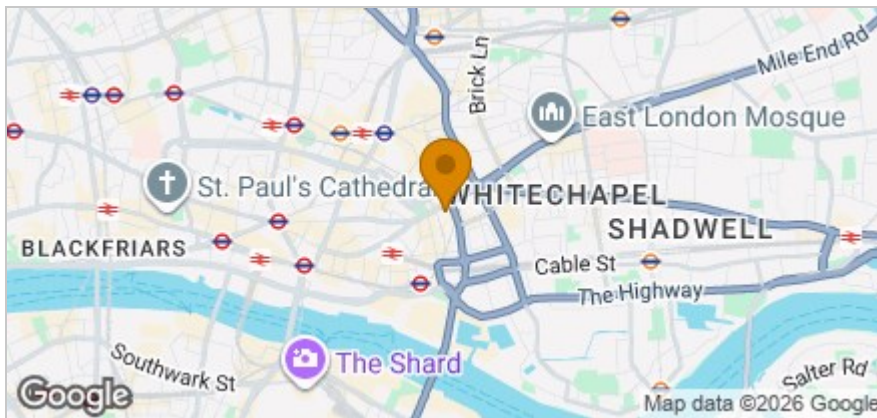 Brick Ln
Mile End Rd
East London Mosque
St. Paul's Cathedral
WHITECHAPEL
SHADWELL
BLACKFRIARS
Cable St
The Highway
Southwark St
The Shard
Salter Rd
Google
Map data ©2026 Google